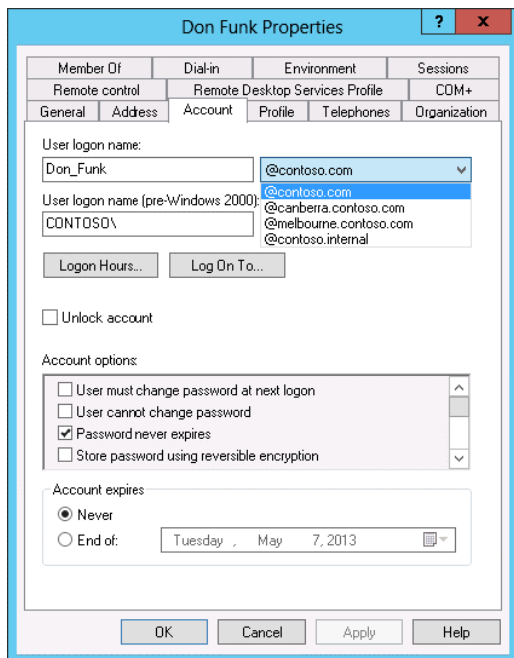 Don Funk Properties
? x
Member Of Dial-in Environment Sessions
Remote control Remote Desktop Services Profile COM+
General Address Account Profile Telephones Organization
User logon name:
Don_Funk @contoso.com
@contoso.com
User logon name (pre-Windows 2000): @canberra.contoso.com
@melbourne.contoso.com
CONTOSO\ @contoso.internal
Logon Hours... Log On To...
Unlock account
Account options:
User must change password at next logon
User cannot change password
Password never expires
Store password using reversible encryption
Account expires
Never
End of: Tuesday , May 7, 2013
OK Cancel Apply Help